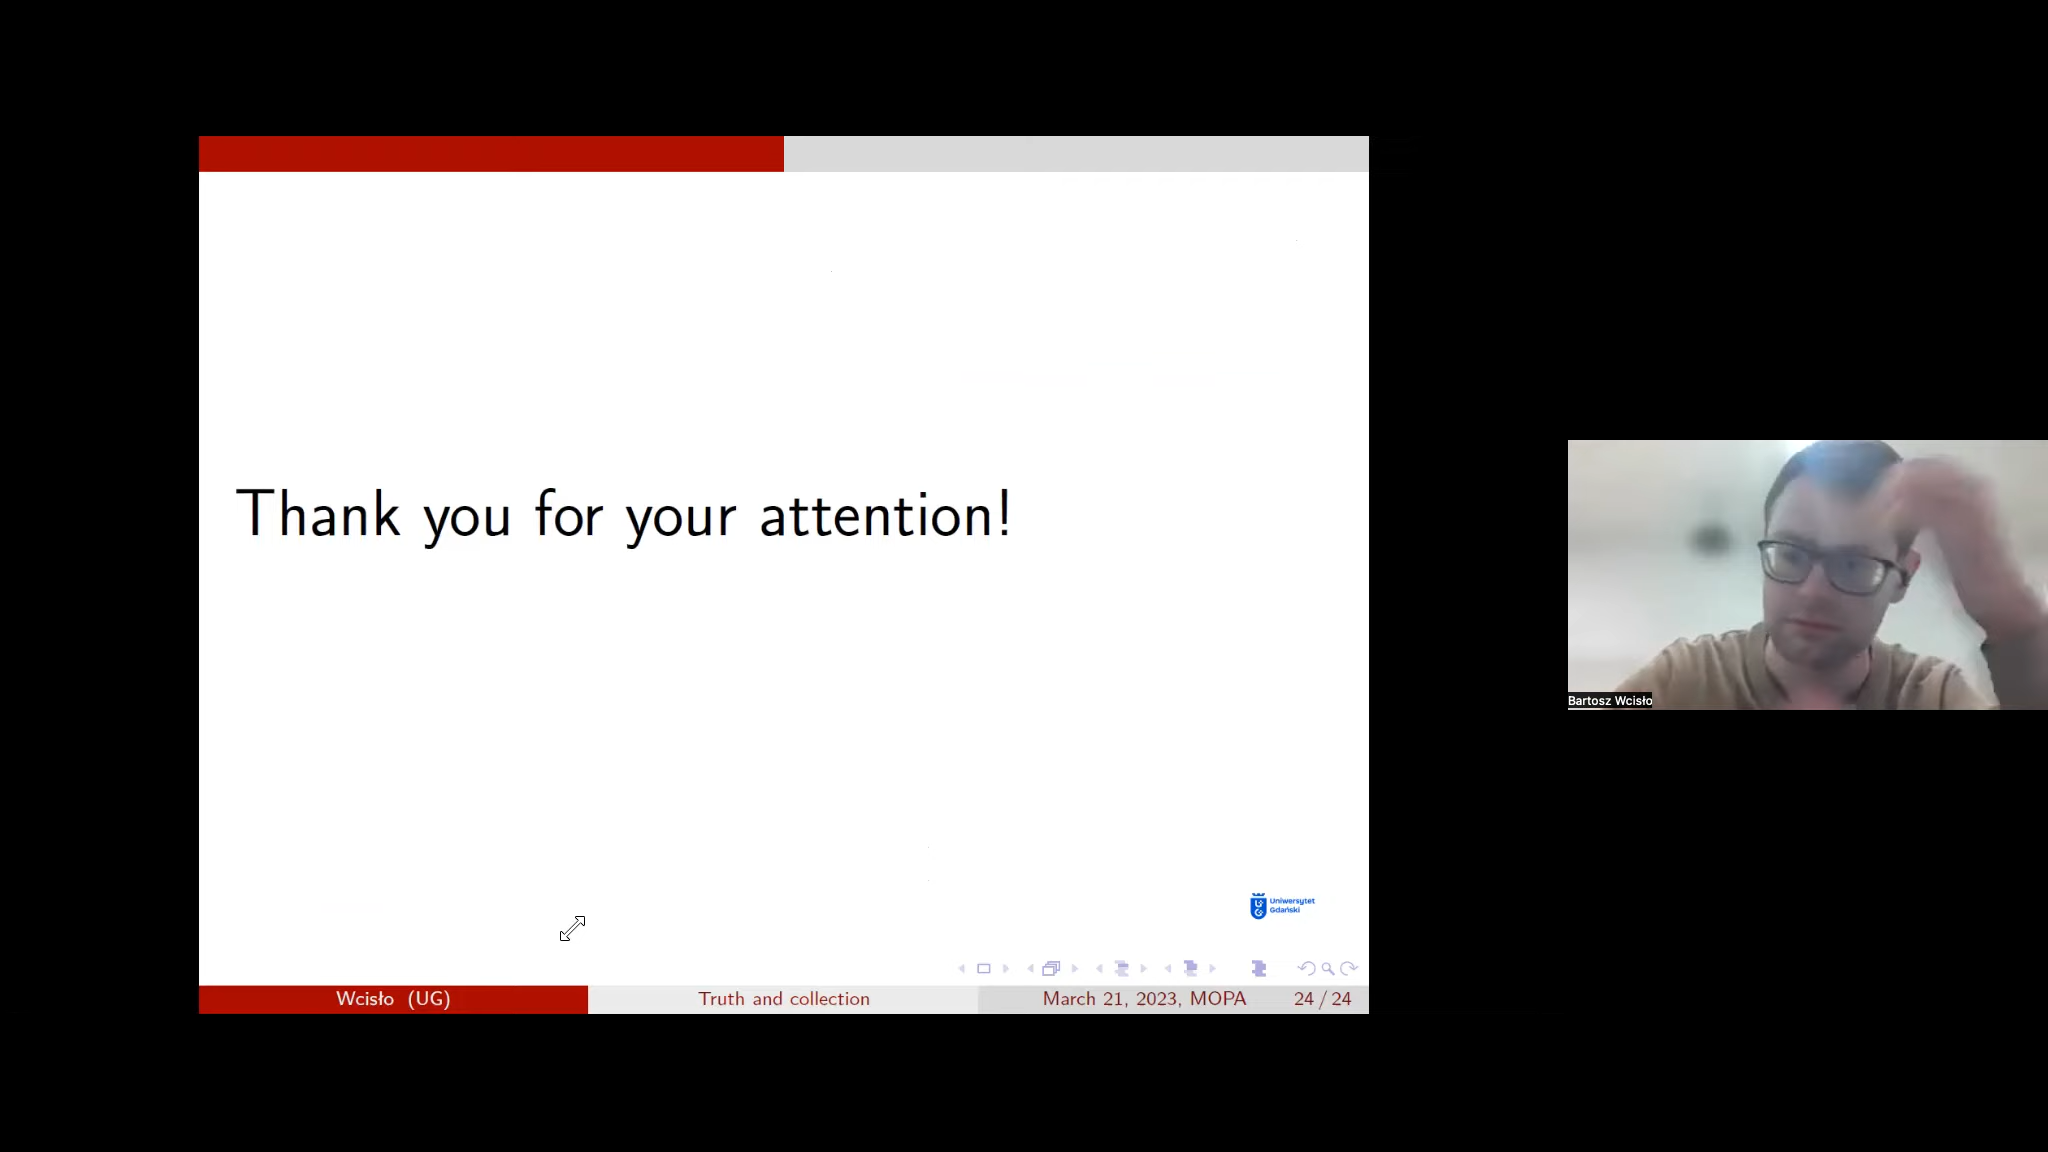 Thank you for your attention!
Uniwersytet
Gdański
Wcisło (UG)
Truth and collection
March 21, 2023, MOPA
24 / 24
Bartosz Wcisło